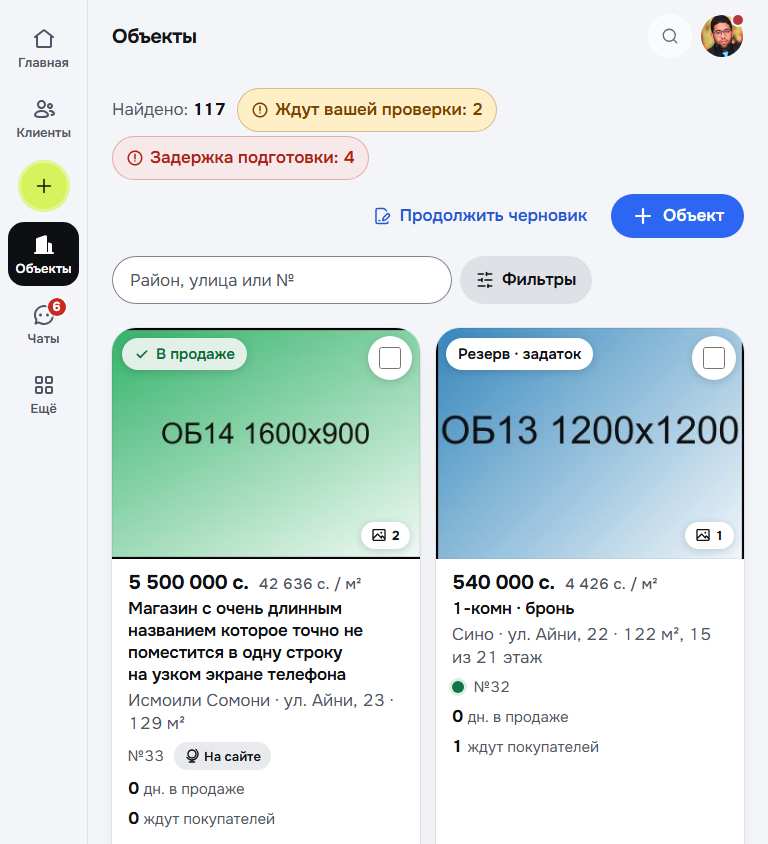 Объекты
Главная
Клиенты
Объекты
6
Чаты
Ещё
Найдено: 117
Ждут вашей проверки: 2
Задержка подготовки: 4
Продолжить черновик
Объект
Район, улица или №
Фильтры
В продаже
ОБ14 1600x900
2
5 500 000 с. 42 636 с. / м²
Магазин с очень длинным
названием которое точно не
поместится в одну строку
на узком экране телефона
Исмоили Сомони · ул. Айни, 23 ·
129 м²
№33
На сайте
0 дн. в продаже
0 ждут покупателей
Резерв · задаток
ОБ13 1200x1200
1
540 000 с. 4 426 с. / м²
1-комн · бронь
Сино · ул. Айни, 22 · 122 м², 15
из 21 этаж
№32
0 дн. в продаже
1 ждут покупателей